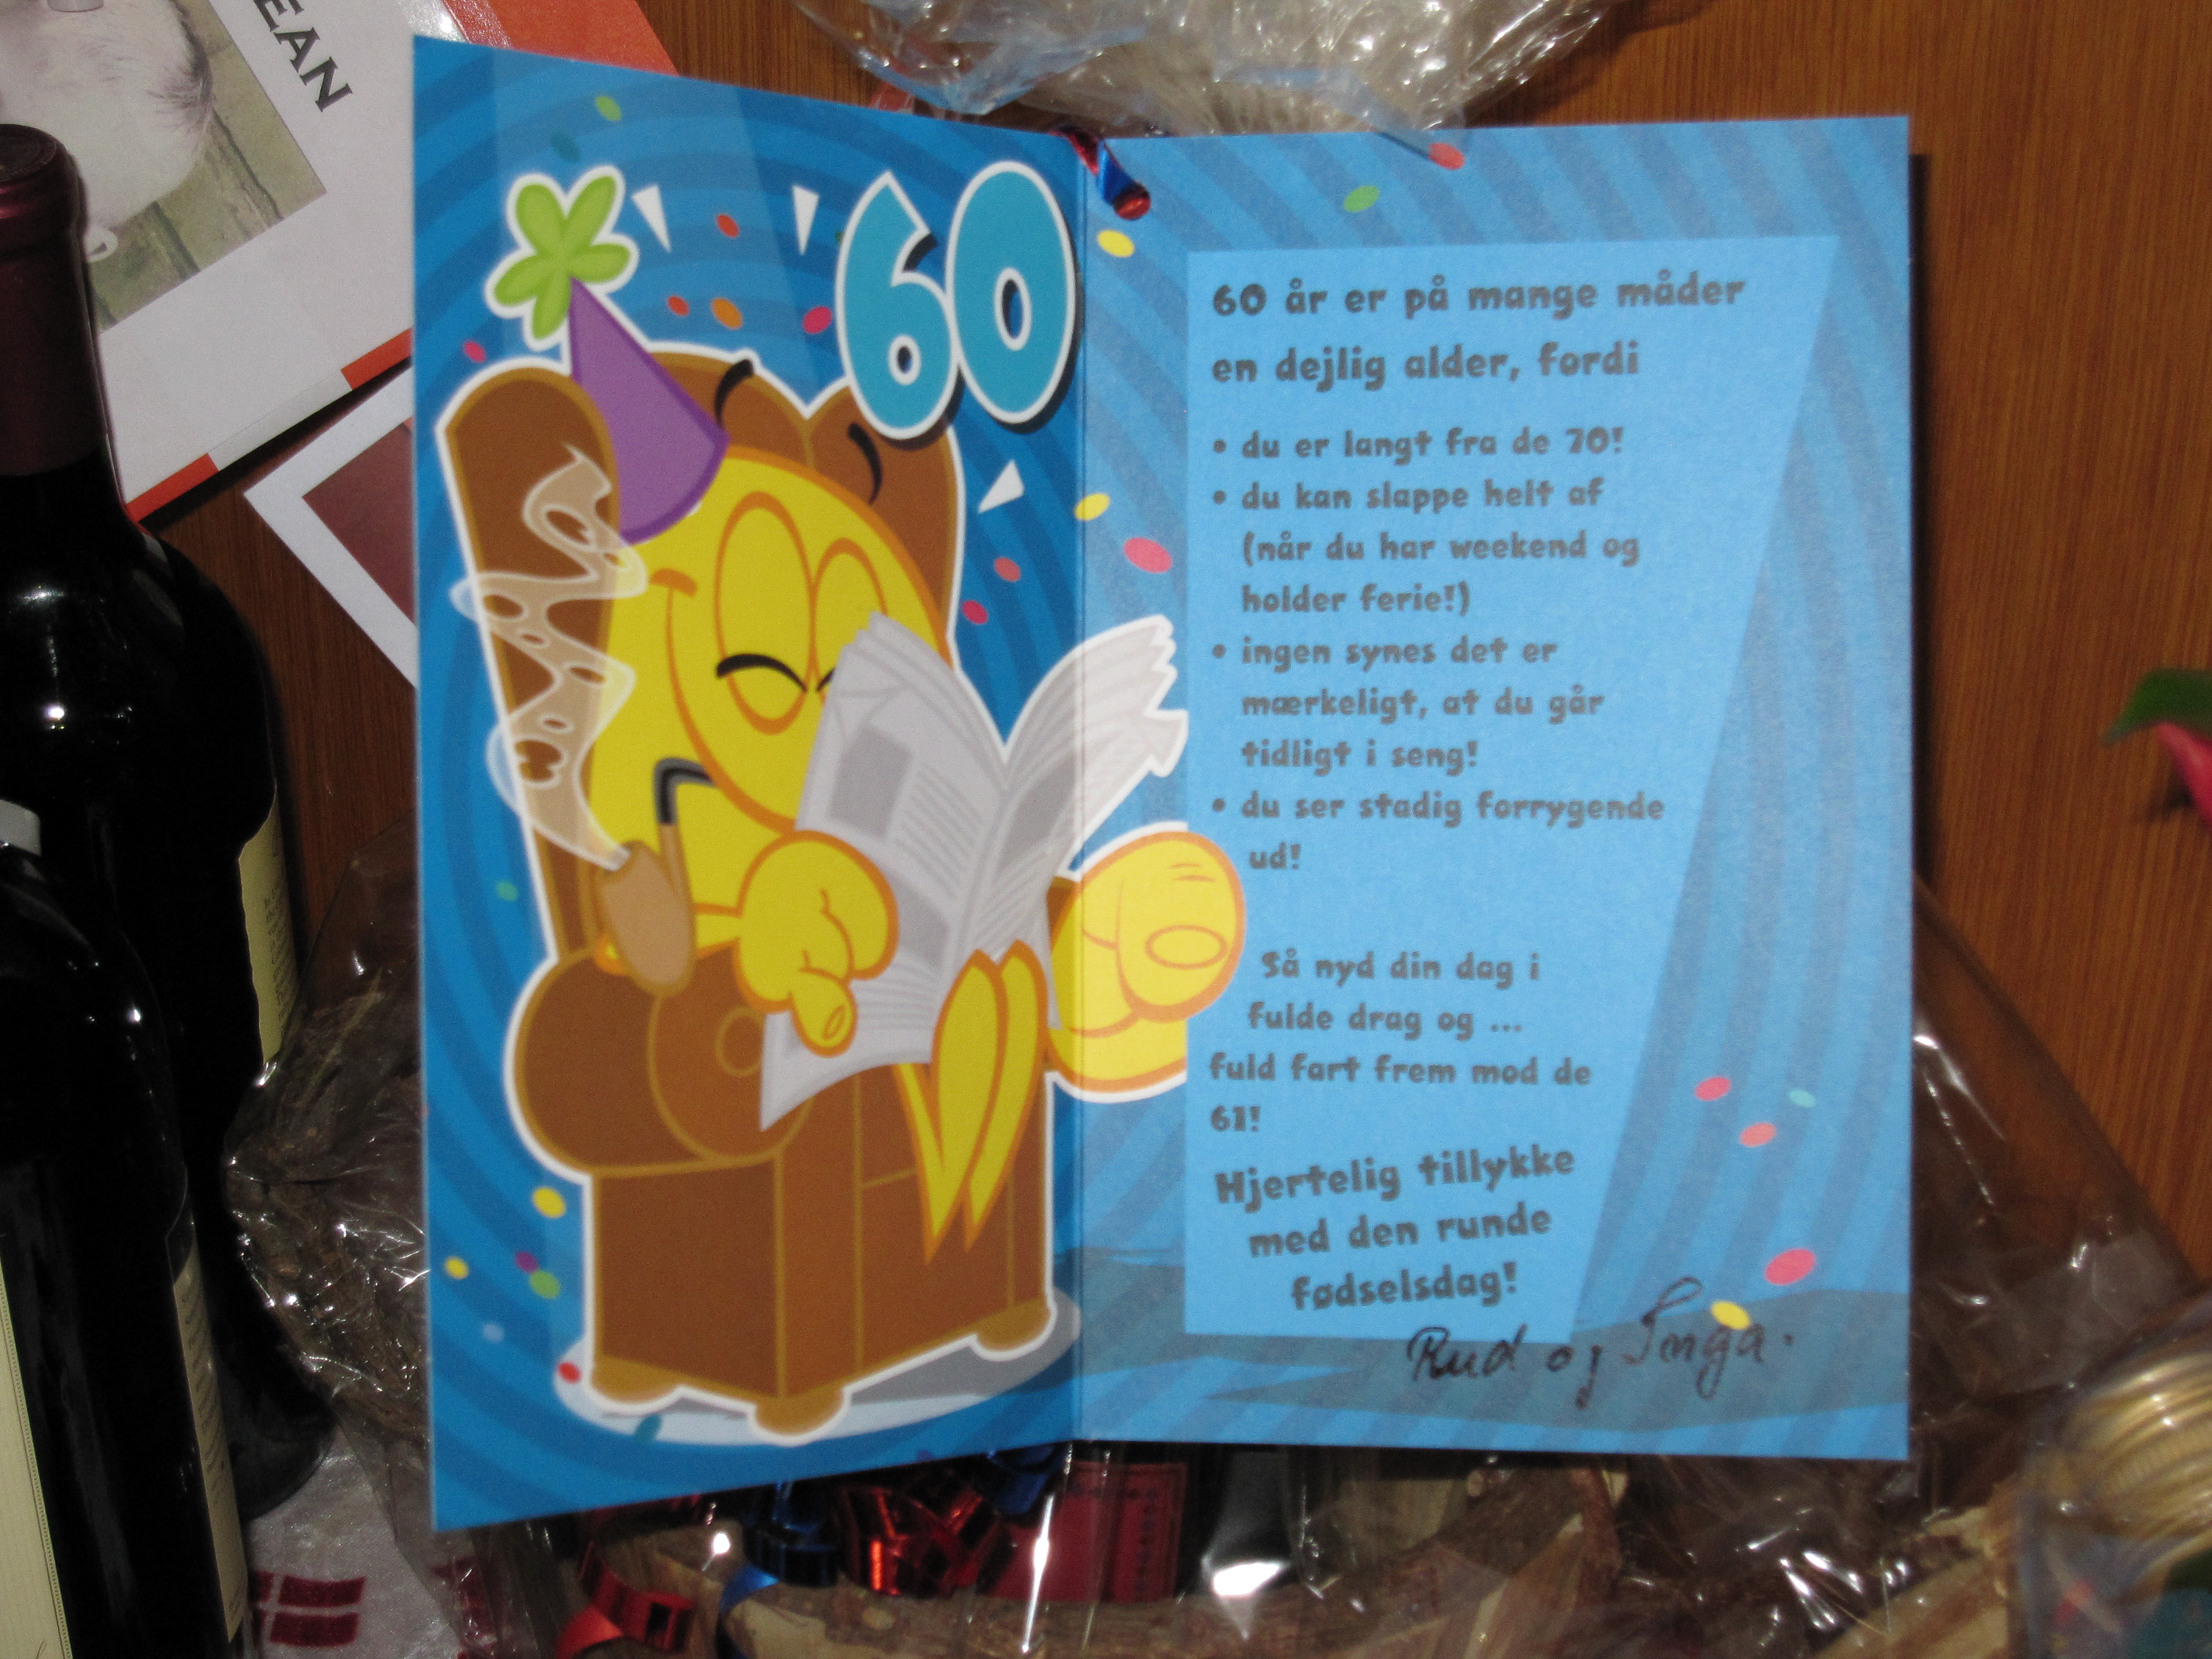 EAN
60
60 år er på mange måder
en dejlig alder, fordi
• du er langt fra de 70!
• du kan slappe helt af
(når du har weekend og
holder ferie!)
• ingen synes det er
mærkeligt, at du går
tidligt i seng!
• du ser stadig forrygende
ud!
Så nyd din dag i
fulde drag og ...
fuld fart frem mod de
61!
Hjertelig tillykke
med den runde
fødselsdag!
Rud og Inga.